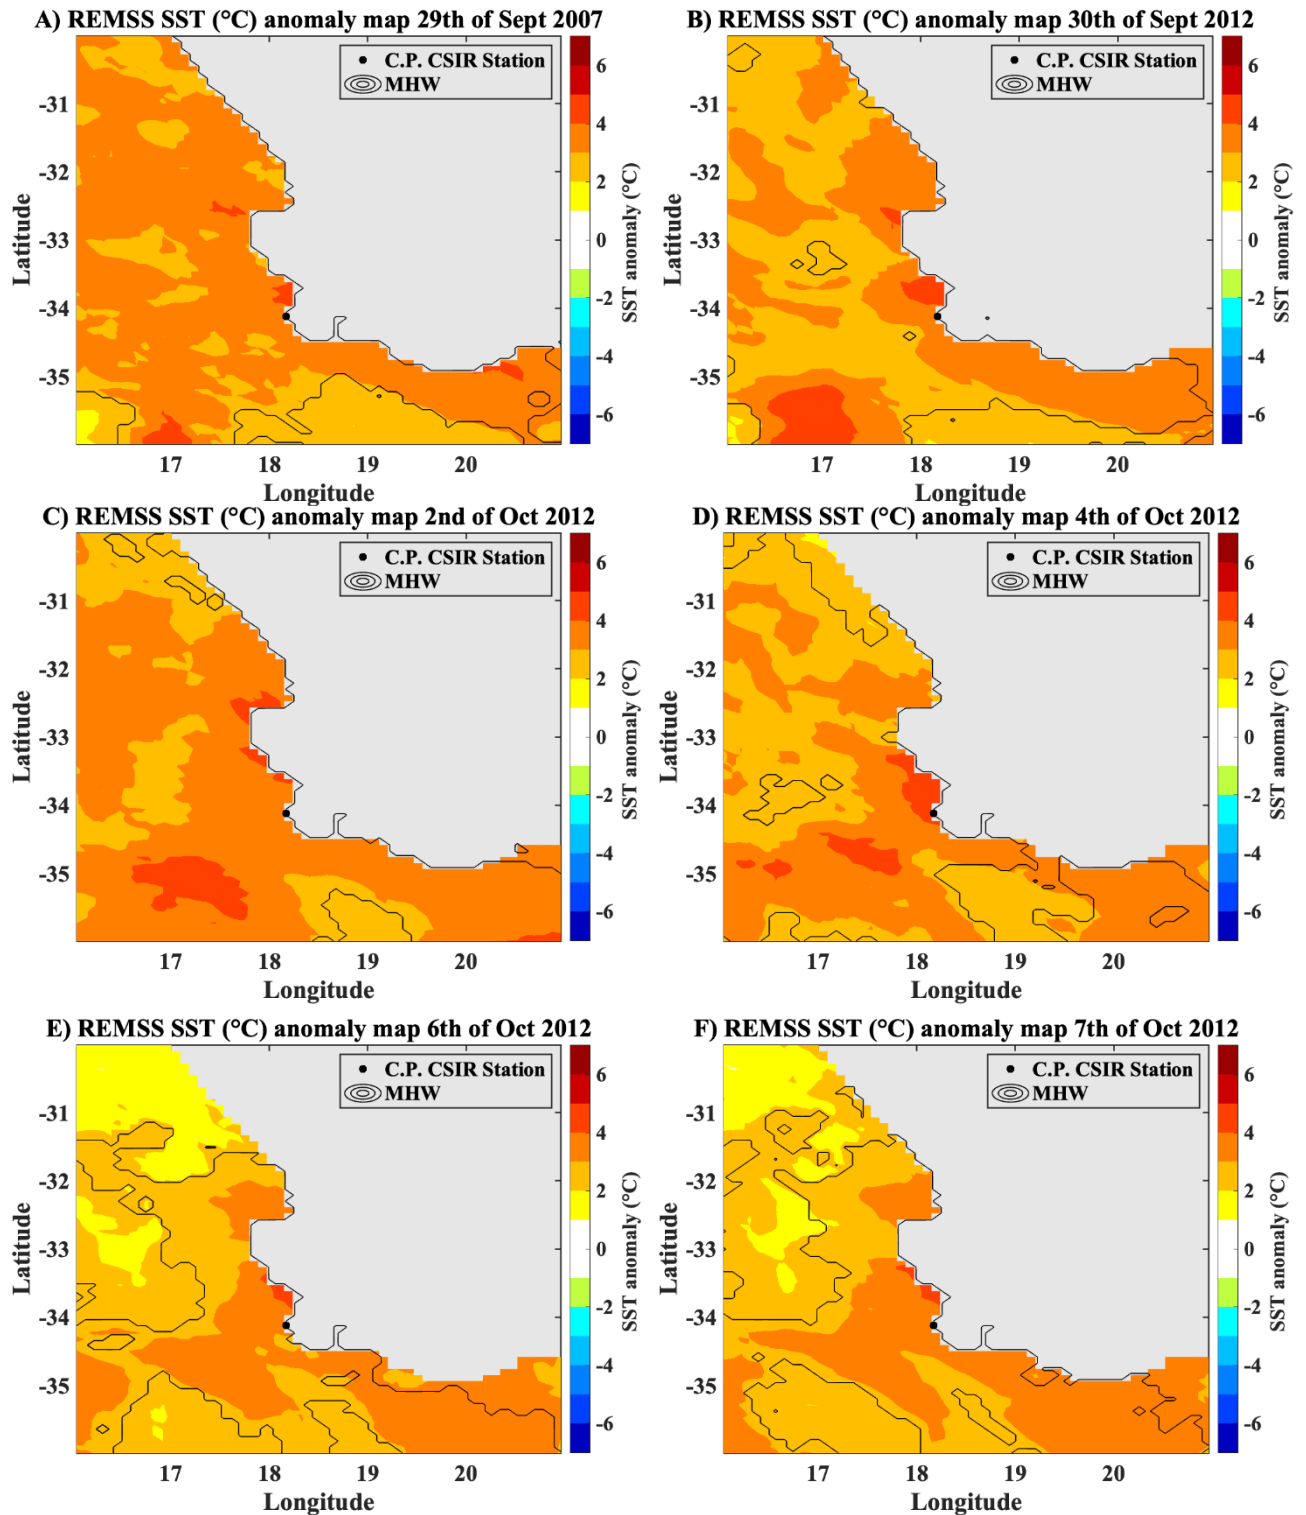 A) REMSS SST (°C) anomaly map 29th of Sept 2007
C.P. CSIR Station
MHW
Latitude
-31
-32
-33
-34
-35
17
18
19
20
Longitude
6
4
2
0
-2
-4
-6
SST anomaly (°C)
B) REMSS SST (°C) anomaly map 30th of Sept 2012
C.P. CSIR Station
MHW
Latitude
-31
-32
-33
-34
-35
17
18
19
20
Longitude
6
4
2
0
-2
-4
-6
SST anomaly (°C)
C) REMSS SST (°C) anomaly map 2nd of Oct 2012
C.P. CSIR Station
MHW
Latitude
-31
-32
-33
-34
-35
17
18
19
20
Longitude
6
4
2
0
-2
-4
-6
SST anomaly (°C)
D) REMSS SST (°C) anomaly map 4th of Oct 2012
C.P. CSIR Station
MHW
Latitude
-31
-32
-33
-34
-35
17
18
19
20
Longitude
6
4
2
0
-2
-4
-6
SST anomaly (°C)
E) REMSS SST (°C) anomaly map 6th of Oct 2012
C.P. CSIR Station
MHW
Latitude
-31
-32
-33
-34
-35
17
18
19
20
Longitude
6
4
2
0
-2
-4
-6
SST anomaly (°C)
F) REMSS SST (°C) anomaly map 7th of Oct 2012
C.P. CSIR Station
MHW
Latitude
-31
-32
-33
-34
-35
17
18
19
20
Longitude
6
4
2
0
-2
-4
-6
SST anomaly (°C)